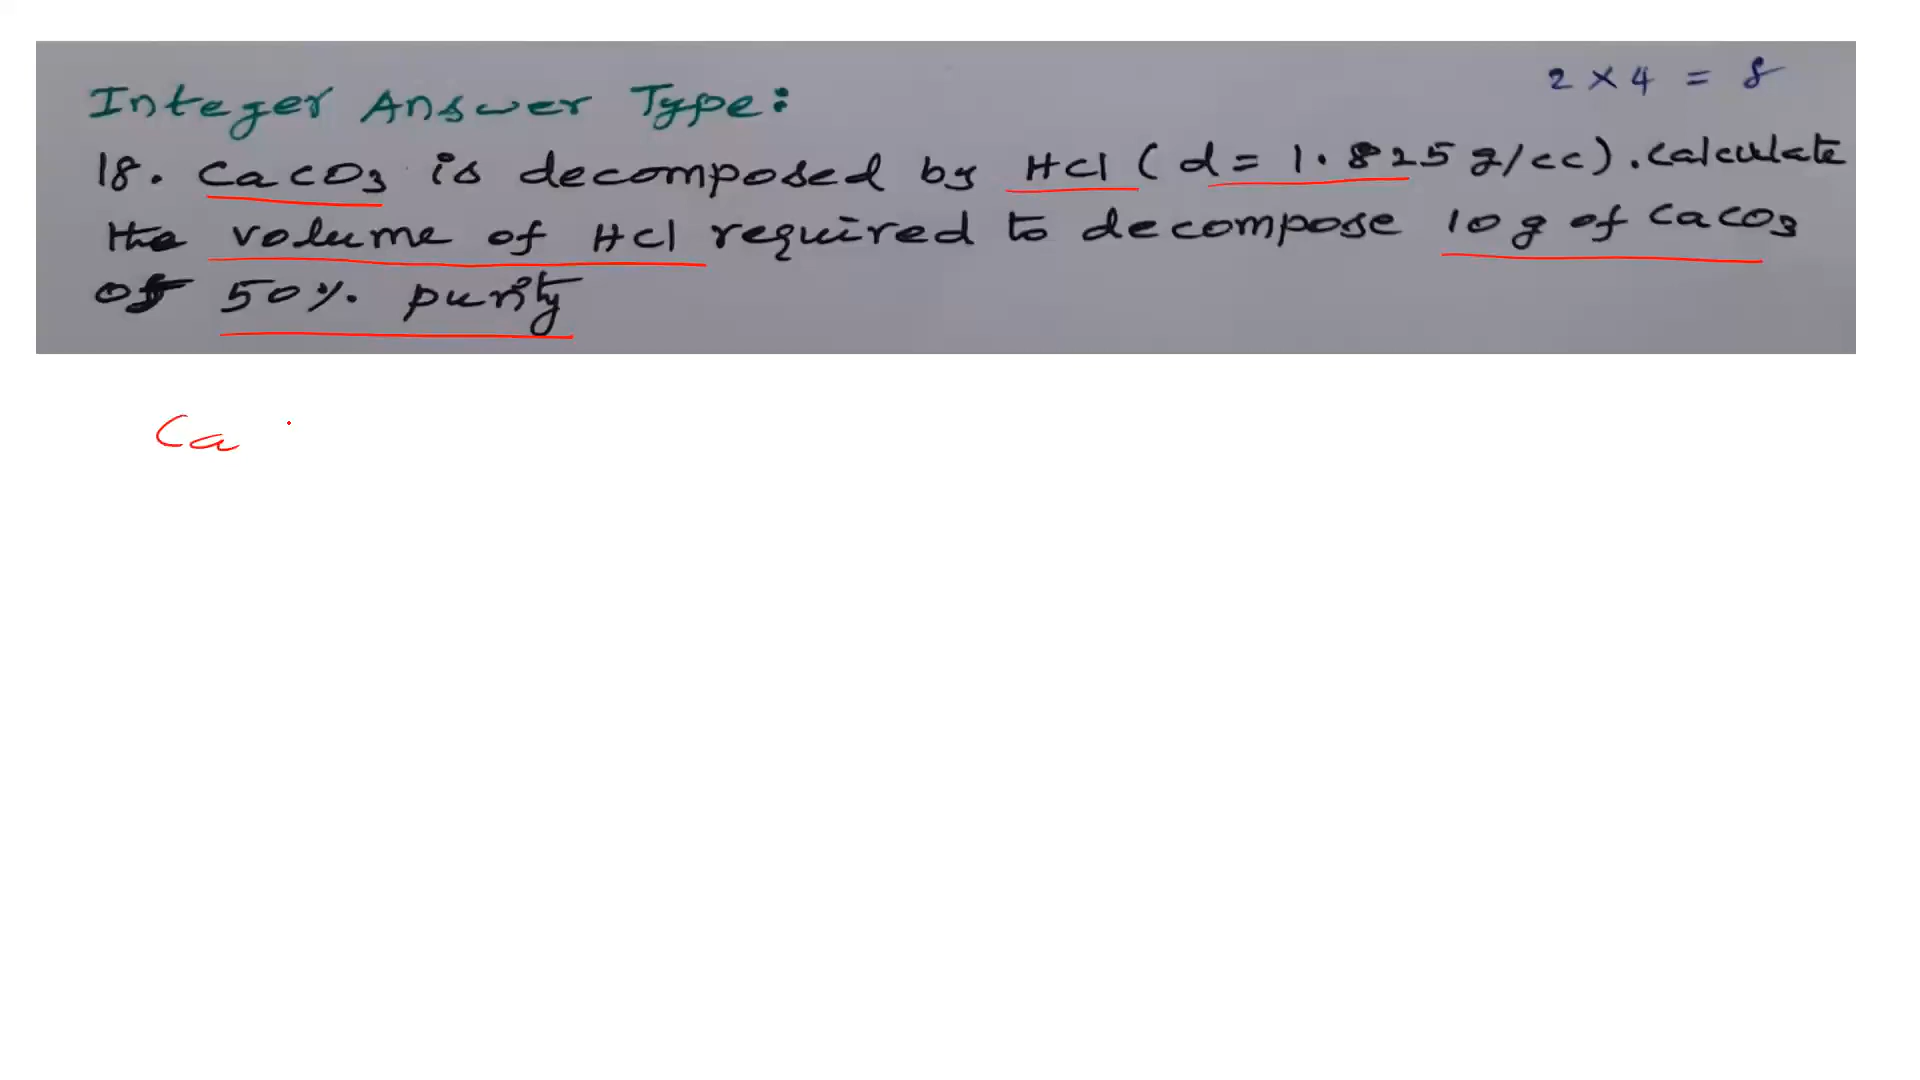 2 × 4 = 8
Integer Answer Type:
18. CaCO3 is decomposed by HCl (d = 1.825 g/cc). Calculate
the volume of HCl required to decompose 10 g of CaCO3
of 50% purity
Ca